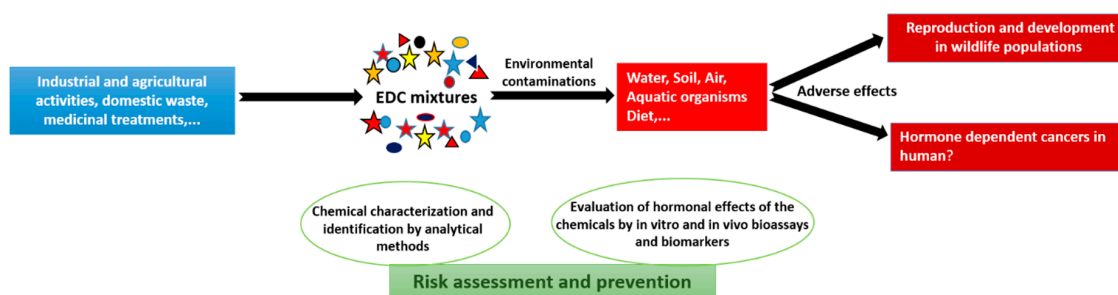 Industrial and agricultural
activities, domestic waste,
medicinal treatments,...
EDC mixtures
Environmental
contaminations
Water, Soil, Air,
Aquatic organisms
Diet,...
Adverse effects
Reproduction and development
in wildlife populations
Hormone dependent cancers in
human?
Chemical characterization and
identification by analytical
methods
Evaluation of hormonal effects of the
chemicals by in vitro and in vivo bioassays
and biomarkers
Risk assessment and prevention